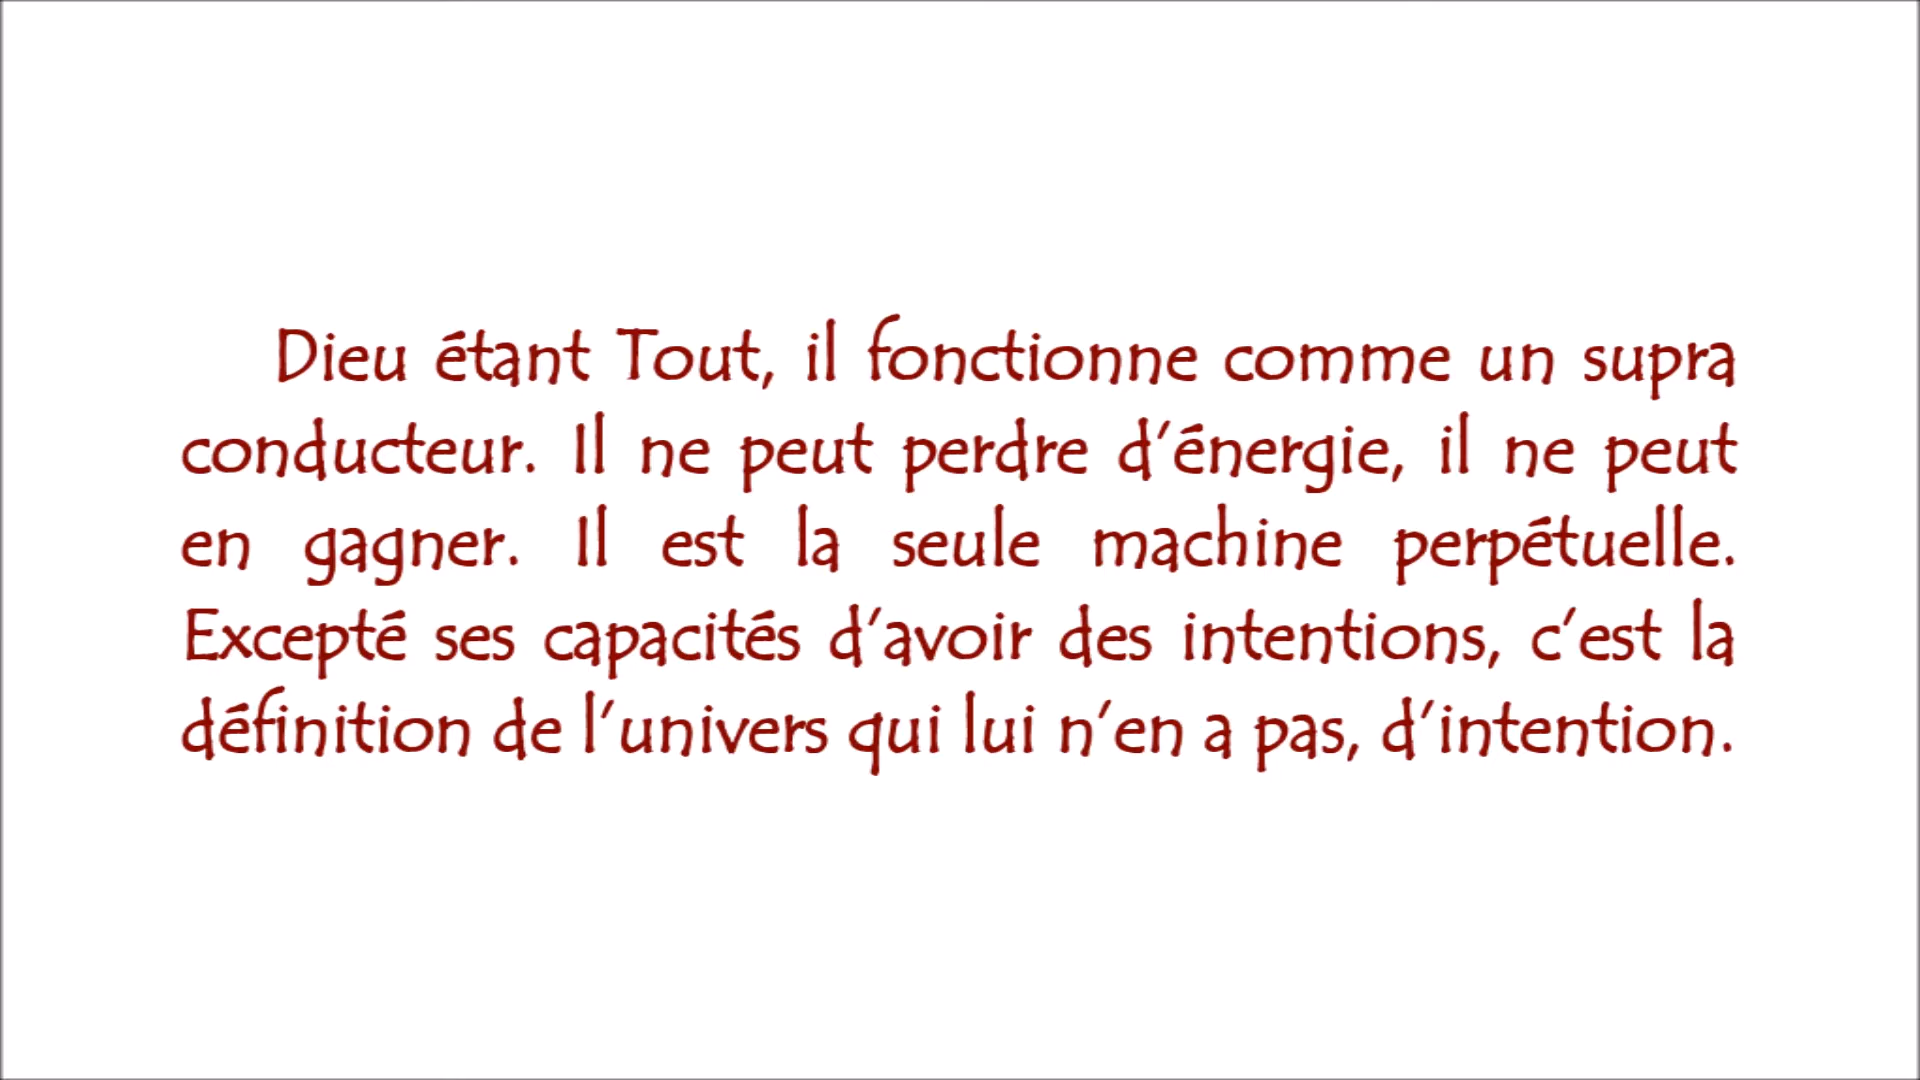 Dieu étant Tout, il fonctionne comme un supra
conducteur. Il ne peut perdre d’énergie, il ne peut
en gagner. Il est la seule machine perpétuelle.
Excepté ses capacités d’avoir des intentions, c’est la
définition de l’univers qui lui n’en a pas, d’intention.